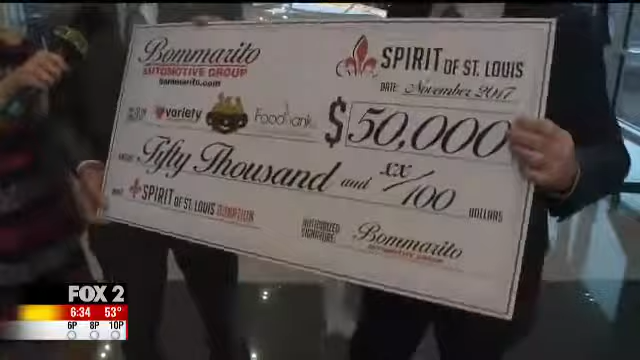 Bommarito
AUTOMOTIVE GROUP
bommarito.com
SPIRIT OF ST. LOUIS
DATE: November 2017
variety
Foodbank
$50,000
Fifty Thousand and xx/100 DOLLARS
SPIRIT OF ST. LOUIS DONATION
AUTHORIZED
SIGNATURE:
Bommarito
AUTOMOTIVE GROUP
FOX 2
6:34 53°
6P 8P 10P